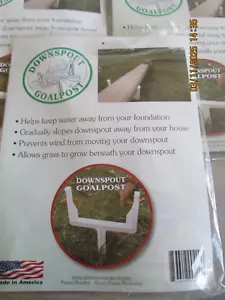 DOWNSPOUT
GOALPOST
• Helps keep water away from your foundation
• Gradually slopes downspout away from your house
• Prevents wind from moving your downspout
• Allows grass to grow beneath your downspout
DOWNSPOUT
GOALPOST
Made in America